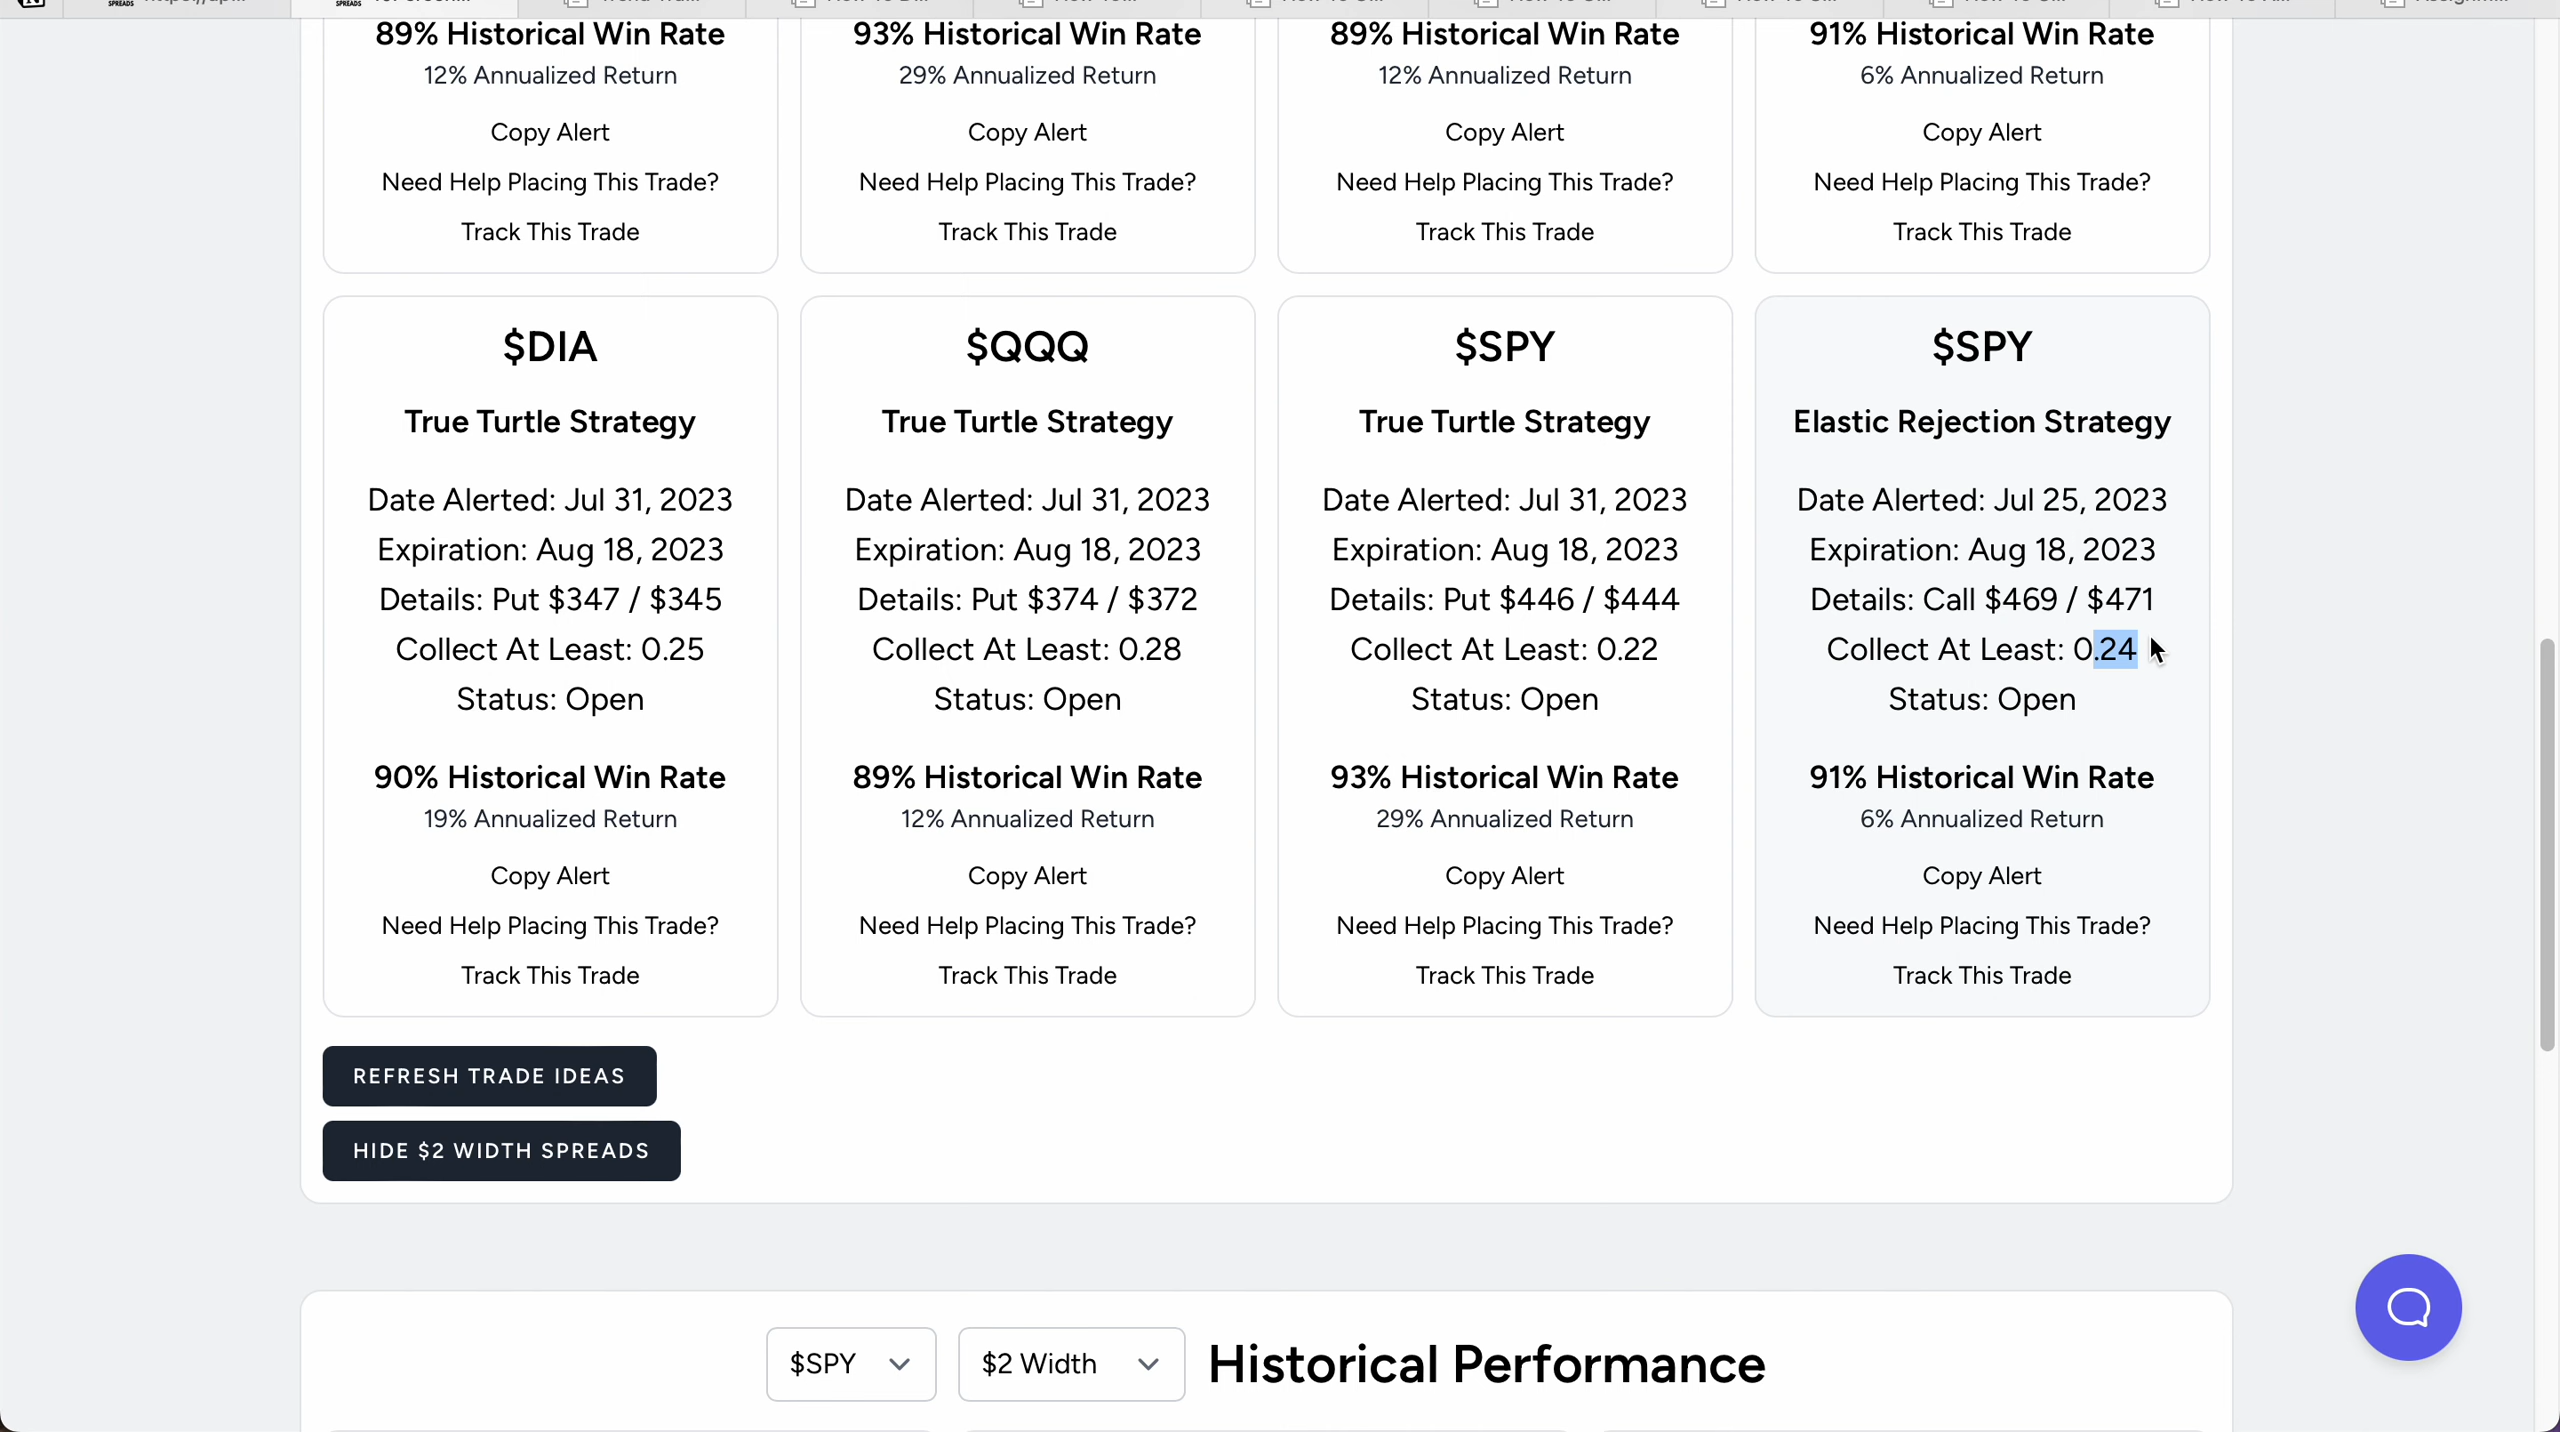 89% Historical Win Rate
12% Annualized Return
Copy Alert
Need Help Placing This Trade?
Track This Trade
93% Historical Win Rate
29% Annualized Return
Copy Alert
Need Help Placing This Trade?
Track This Trade
89% Historical Win Rate
12% Annualized Return
Copy Alert
Need Help Placing This Trade?
Track This Trade
91% Historical Win Rate
6% Annualized Return
Copy Alert
Need Help Placing This Trade?
Track This Trade
$DIA
True Turtle Strategy
Date Alerted: Jul 31, 2023
Expiration: Aug 18, 2023
Details: Put $347 / $345
Collect At Least: 0.25
Status: Open
90% Historical Win Rate
19% Annualized Return
Copy Alert
Need Help Placing This Trade?
Track This Trade
$QQQ
True Turtle Strategy
Date Alerted: Jul 31, 2023
Expiration: Aug 18, 2023
Details: Put $374 / $372
Collect At Least: 0.28
Status: Open
89% Historical Win Rate
12% Annualized Return
Copy Alert
Need Help Placing This Trade?
Track This Trade
$SPY
True Turtle Strategy
Date Alerted: Jul 31, 2023
Expiration: Aug 18, 2023
Details: Put $446 / $444
Collect At Least: 0.22
Status: Open
93% Historical Win Rate
29% Annualized Return
Copy Alert
Need Help Placing This Trade?
Track This Trade
$SPY
Elastic Rejection Strategy
Date Alerted: Jul 25, 2023
Expiration: Aug 18, 2023
Details: Call $469 / $471
Collect At Least: 0.24
Status: Open
91% Historical Win Rate
6% Annualized Return
Copy Alert
Need Help Placing This Trade?
Track This Trade
REFRESH TRADE IDEAS
HIDE $2 WIDTH SPREADS
$SPY
$2 Width
Historical Performance